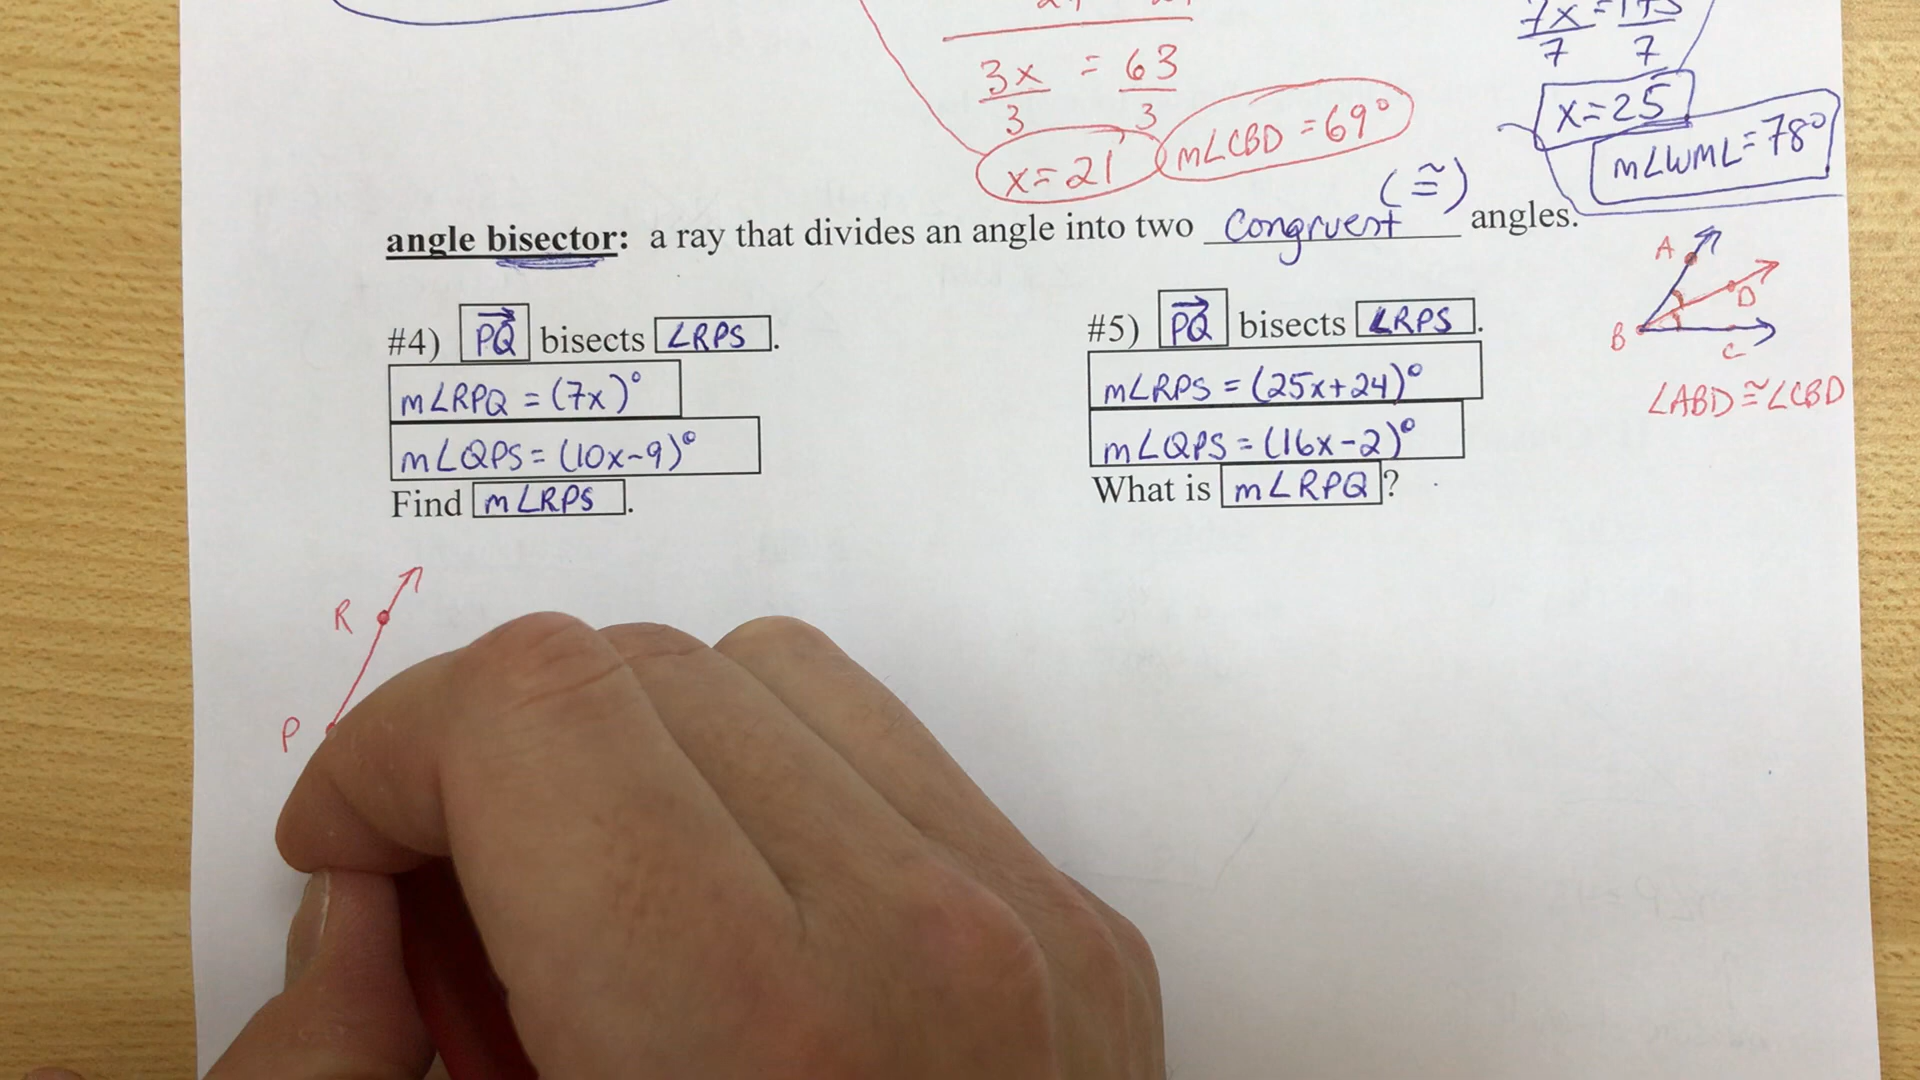 3x = 63
3 3
x = 21
m∠CBD = 69°
7x
7 7
x = 25
m∠WML = 78°
(≅)
angle bisector: a ray that divides an angle into two congruent angles.
#4) PQ bisects ∠RPS.
m∠RPQ = (7x)°
m∠QPS = (10x-9)°
Find m∠RPS.
R
P
#5) PQ bisects ∠RPS.
m∠RPS = (25x+24)°
m∠QPS = (16x-2)°
What is m∠RPQ?
A
D
B
C
∠ABD ≅ ∠CBD